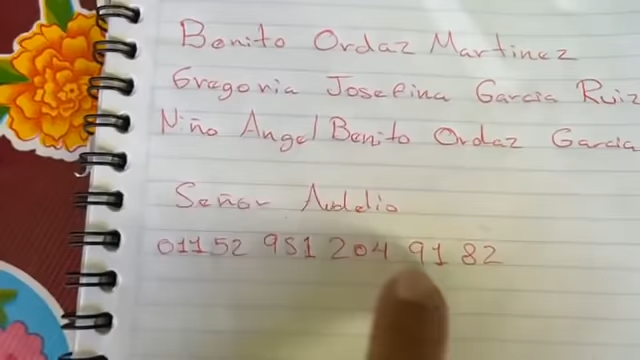 Benito Ordaz Martinez
Gregoria Josefina Garcia Ruiz
Niño Angel Benito Ordaz Garcia
Señor Audelio
01152 951 204 91 82